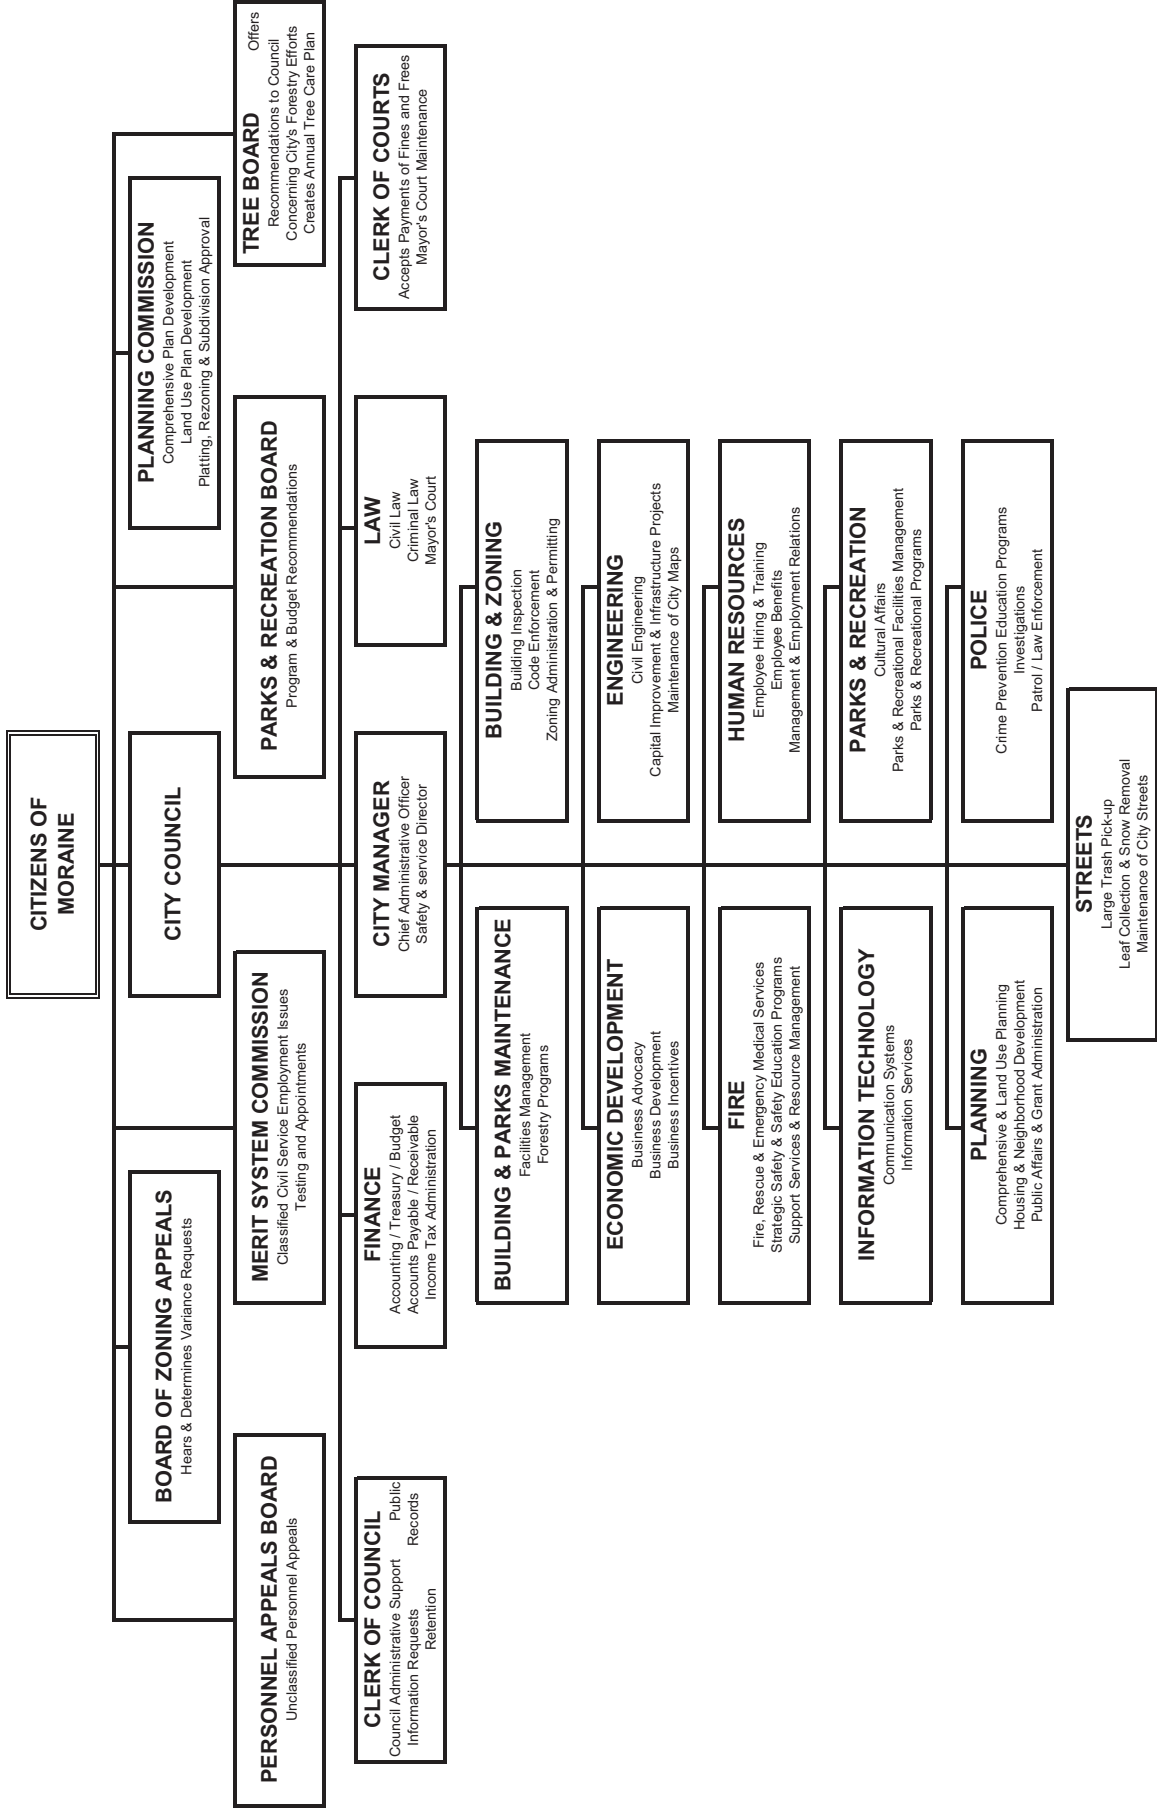 CITIZENS OF
MORAINE
BOARD OF ZONING APPEALS
Hears & Determines Variance Requests
CITY COUNCIL
PLANNING COMMISSION
Comprehensive Plan Development
Land Use Plan Development
Platting, Rezoning & Subdivision Approval
PERSONNEL APPEALS BOARD
Unclassified Personnel Appeals
MERIT SYSTEM COMMISSION
Classified Civil Service Employment Issues
Testing and Appointments
PARKS & RECREATION BOARD
Program & Budget Recommendations
TREE BOARD Offers
Recommendations to Council
Concerning City's Forestry Efforts
Creates Annual Tree Care Plan
CLERK OF COUNCIL
Council Administrative Support Public
Information Requests Records
Retention
FINANCE
Accounting / Treasury / Budget
Accounts Payable / Receivable
Income Tax Administration
CITY MANAGER
Chief Administrative Officer
Safety & service Director
LAW
Civil Law
Criminal Law
Mayor's Court
CLERK OF COURTS
Accepts Payments of Fines and Frees
Mayor's Court Maintenance
BUILDING & PARKS MAINTENANCE
Facilities Management
Forestry Programs
BUILDING & ZONING
Building Inspection
Code Enforcement
Zoning Administration & Permitting
ECONOMIC DEVELOPMENT
Business Advocacy
Business Development
Business Incentives
ENGINEERING
Civil Engineering
Capital Improvement & Infrastructure Projects
Maintenance of City Maps
FIRE
Fire, Rescue & Emergency Medical Services
Strategic Safety & Safety Education Programs
Support Services & Resource Management
HUMAN RESOURCES
Employee Hiring & Training
Employee Benefits
Management & Employment Relations
INFORMATION TECHNOLOGY
Communication Systems
Information Services
PARKS & RECREATION
Cultural Affairs
Parks & Recreational Facilities Management
Parks & Recreational Programs
PLANNING
Comprehensive & Land Use Planning
Housing & Neighborhood Development
Public Affairs & Grant Administration
POLICE
Crime Prevention Education Programs
Investigations
Patrol / Law Enforcement
STREETS
Large Trash Pick-up
Leaf Collection & Snow Removal
Maintenance of City Streets